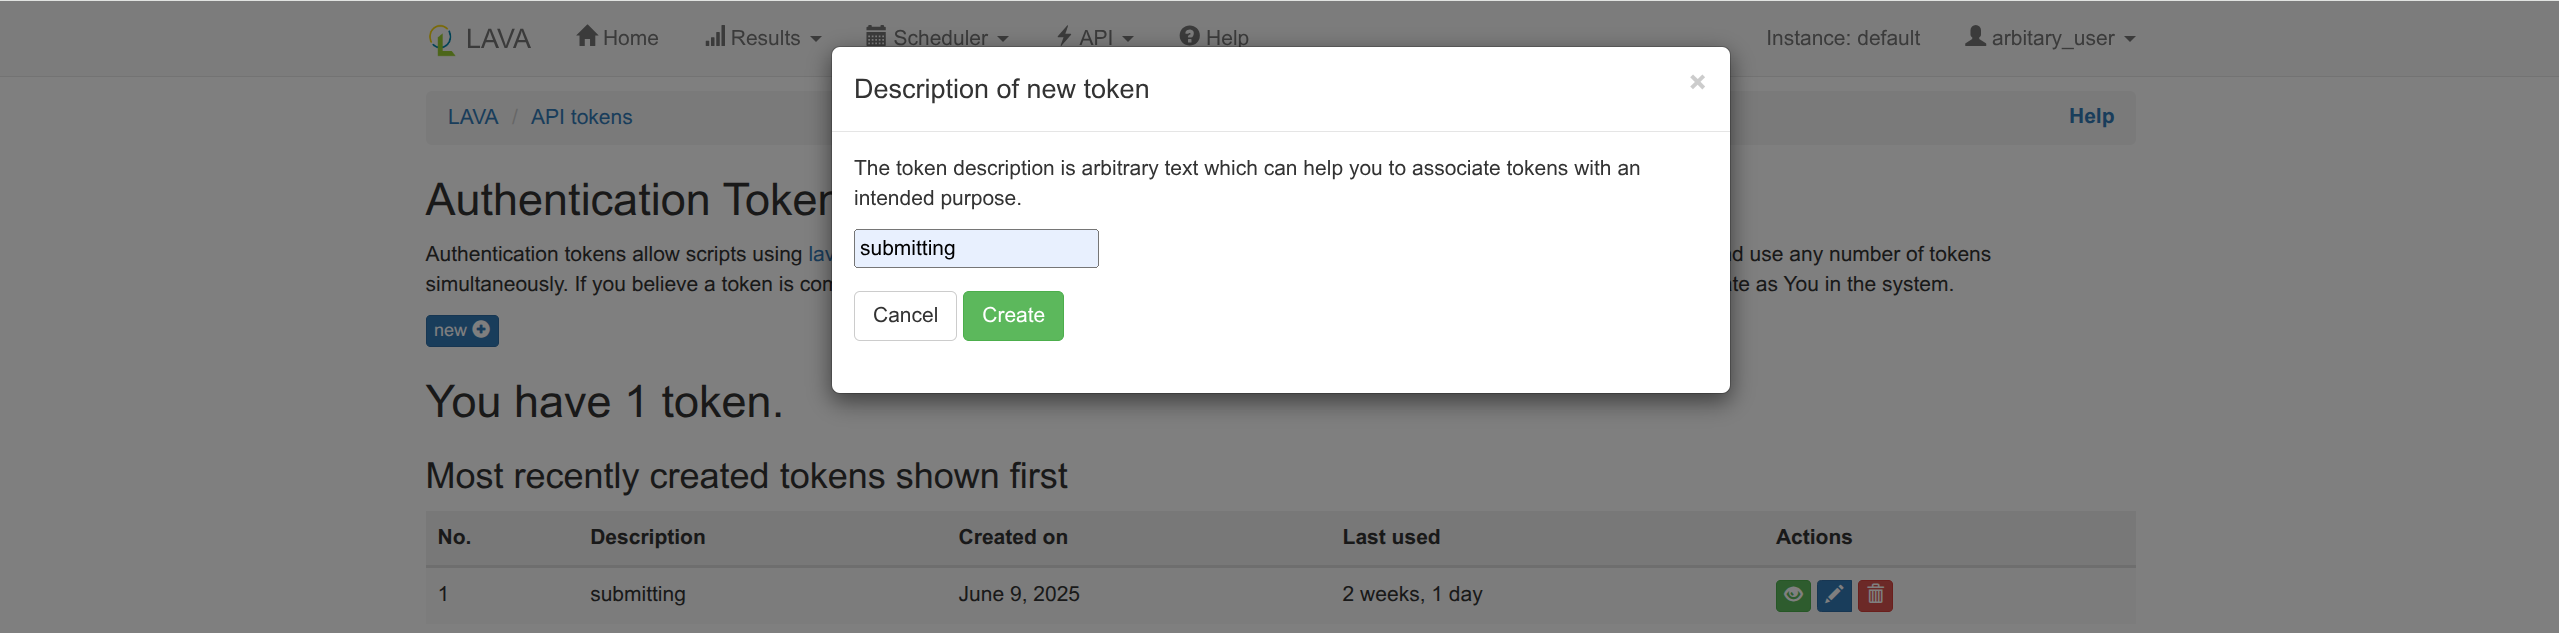 LAVA Home Results Scheduler API Help Instance: default arbitary_user
Description of new token ×
LAVA / API tokens Help
The token description is arbitrary text which can help you to associate tokens with an
intended purpose.
Authentication Token
submitting
Authentication tokens allow scripts using lav d use any number of tokens
simultaneously. If you believe a token is com te as You in the system.
Cancel Create
new
You have 1 token.
Most recently created tokens shown first
No. Description Created on Last used Actions
1 submitting June 9, 2025 2 weeks, 1 day